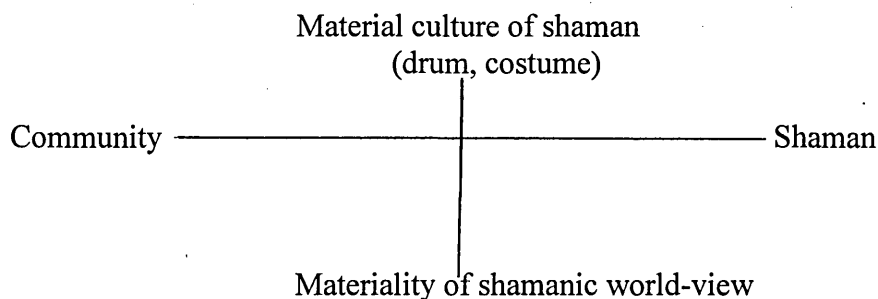 Material culture of shaman
(drum, costume)
Community
Shaman
Materiality of shamanic world-view